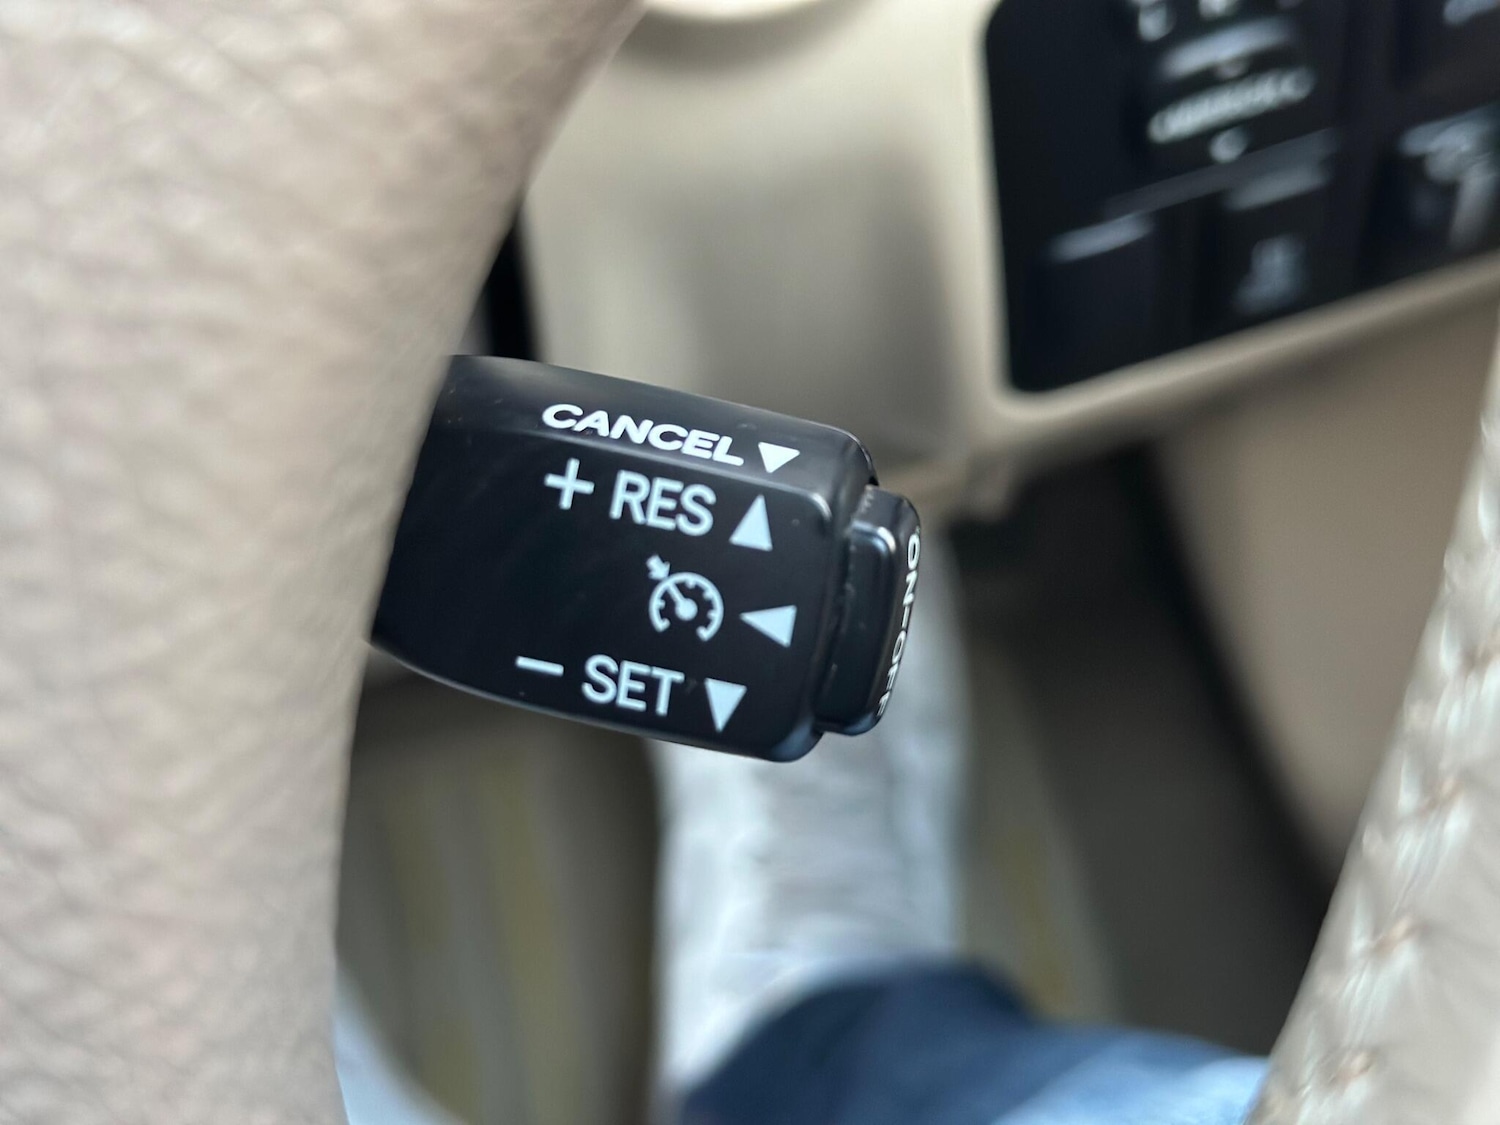 CANCEL ▼
+ RES ▲
◀
− SET ▼
ON-OFF